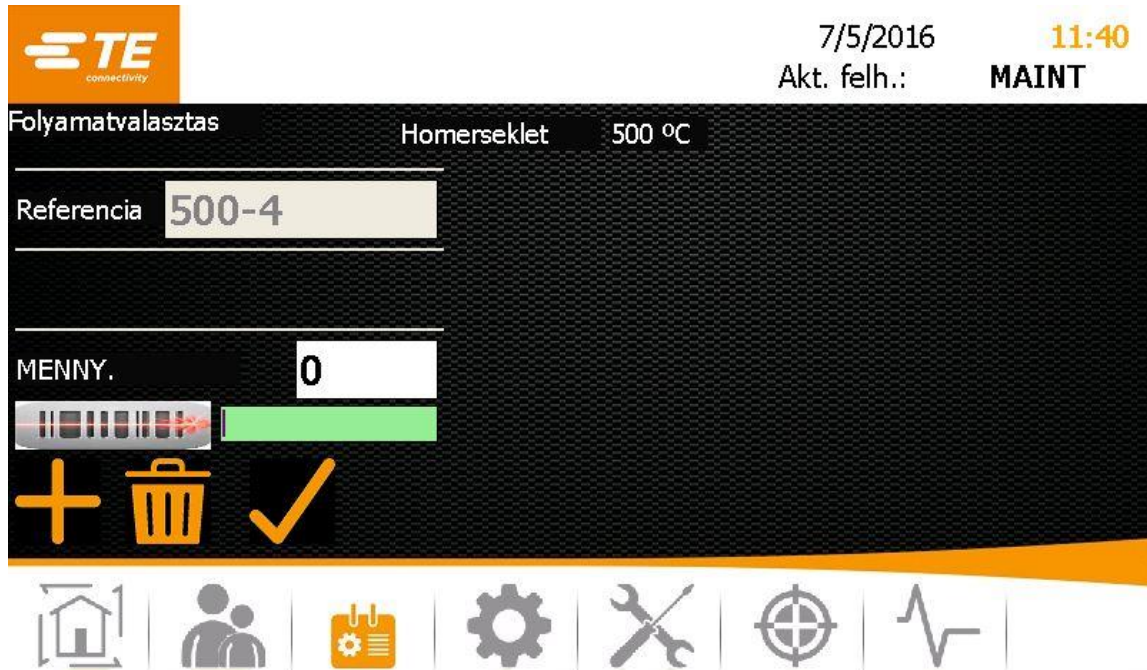 TE
connectivity
7/5/2016 11:40
Akt. felh.: MAINT
Folyamatvalasztas
Homerseklet 500 ºC
Referencia 500-4
MENNY. 0